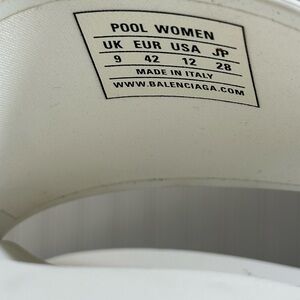 POOL WOMEN
UK EUR USA JP
9 42 12 28
MADE IN ITALY
WWW.BALENCIAGA.COM